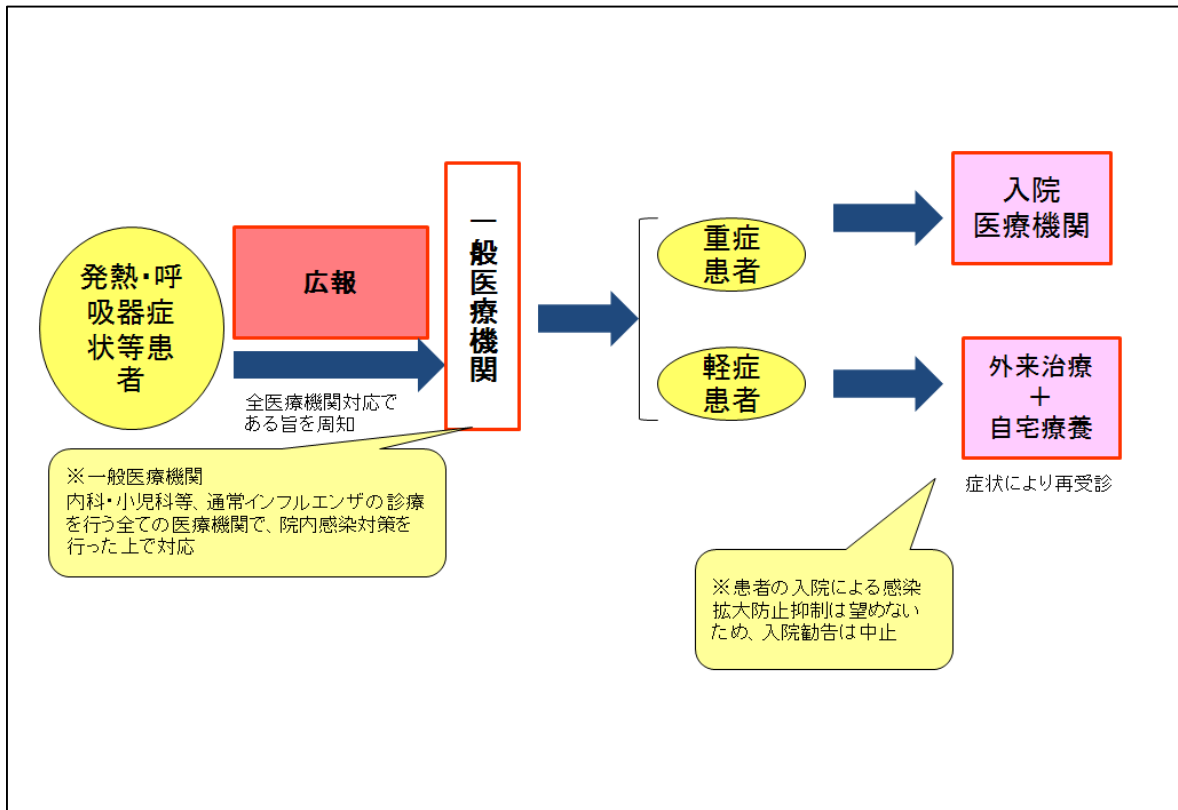 発熱・呼
吸器症
状等患
者
広報
全医療機関対応で
ある旨を周知
一般医療機関
※一般医療機関
内科・小児科等、通常インフルエンザの診療
を行う全ての医療機関で、院内感染対策を
行った上で対応
重症
患者
軽症
患者
入院
医療機関
外来治療
＋
自宅療養
症状により再受診
※患者の入院による感染
拡大防止抑制は望めない
ため、入院勧告は中止